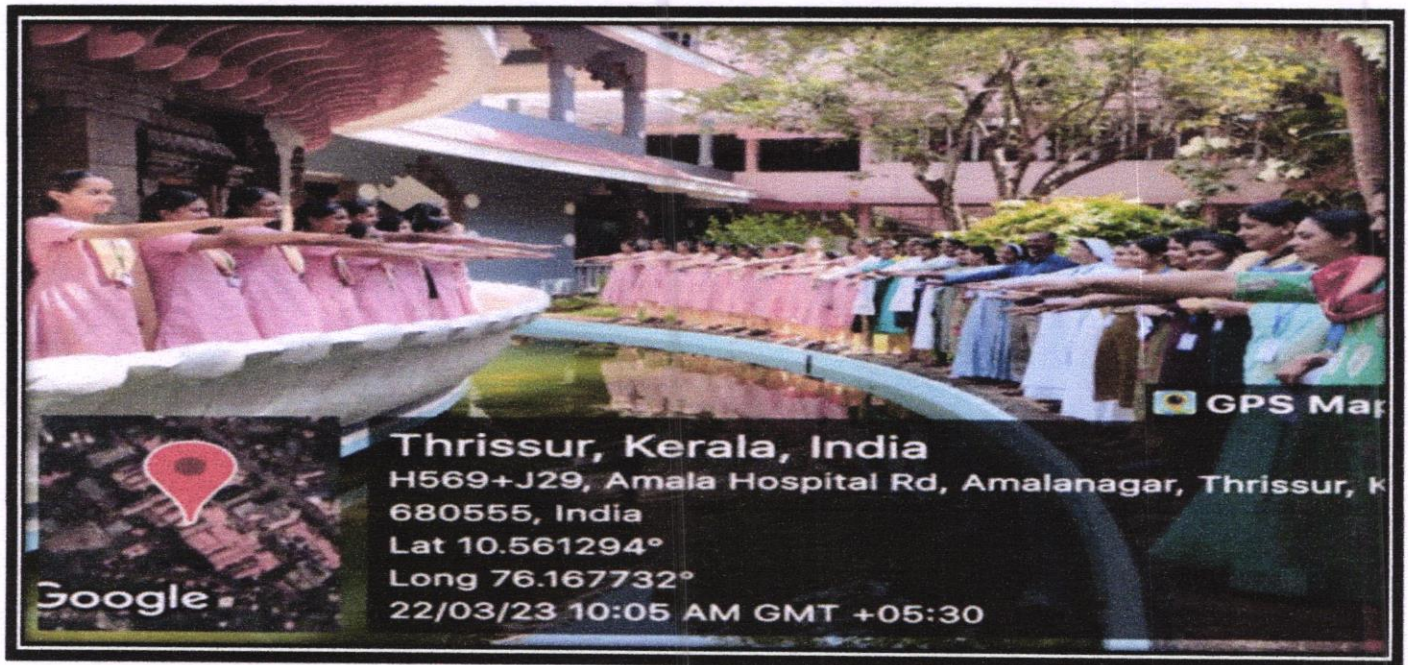 GPS Map
Thrissur, Kerala, India
H569+J29, Amala Hospital Rd, Amalanagar, Thrissur, K
680555, India
Lat 10.561294°
Long 76.167732°
22/03/23 10:05 AM GMT +05:30
Google